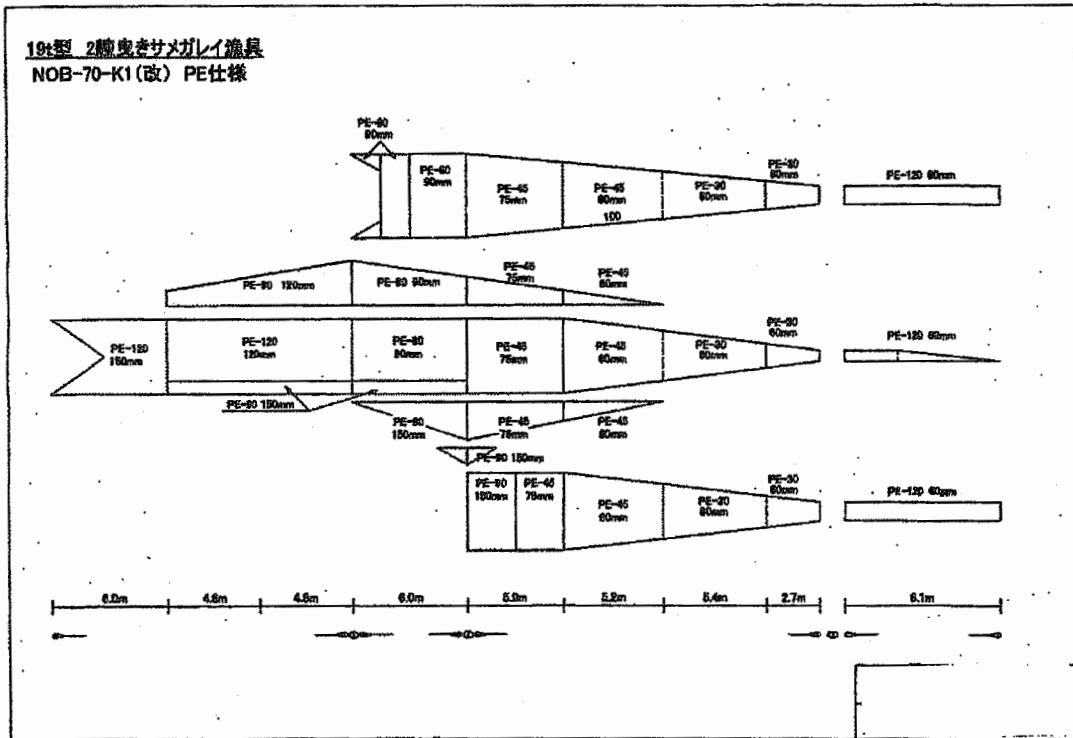 19t型 2艘曳きサメガレイ漁具
NOB-70-K1(改) PE仕様
PE-60
90mm
PE-60
90mm
PE-45
75mm
PE-45
60mm
100
PE-30
60mm
PE-30
60mm
PE-120 60mm
PE-60 120mm
PE-60 90mm
PE-45
75mm
PE-45
60mm
PE-120
150mm
PE-120
120mm
PE-60
90mm
PE-45
75mm
PE-45
60mm
PE-30
60mm
PE-30
60mm
PE-120 60mm
PE-60 150mm
PE-60
150mm
PE-45
75mm
PE-45
60mm
PE-90 150mm
PE-90
150mm
PE-45
75mm
PE-45
60mm
PE-30
60mm
PE-30
60mm
PE-120 60mm
6.0m
4.8m
4.8m
6.0m
5.0m
5.2m
5.4m
2.7m
8.1m